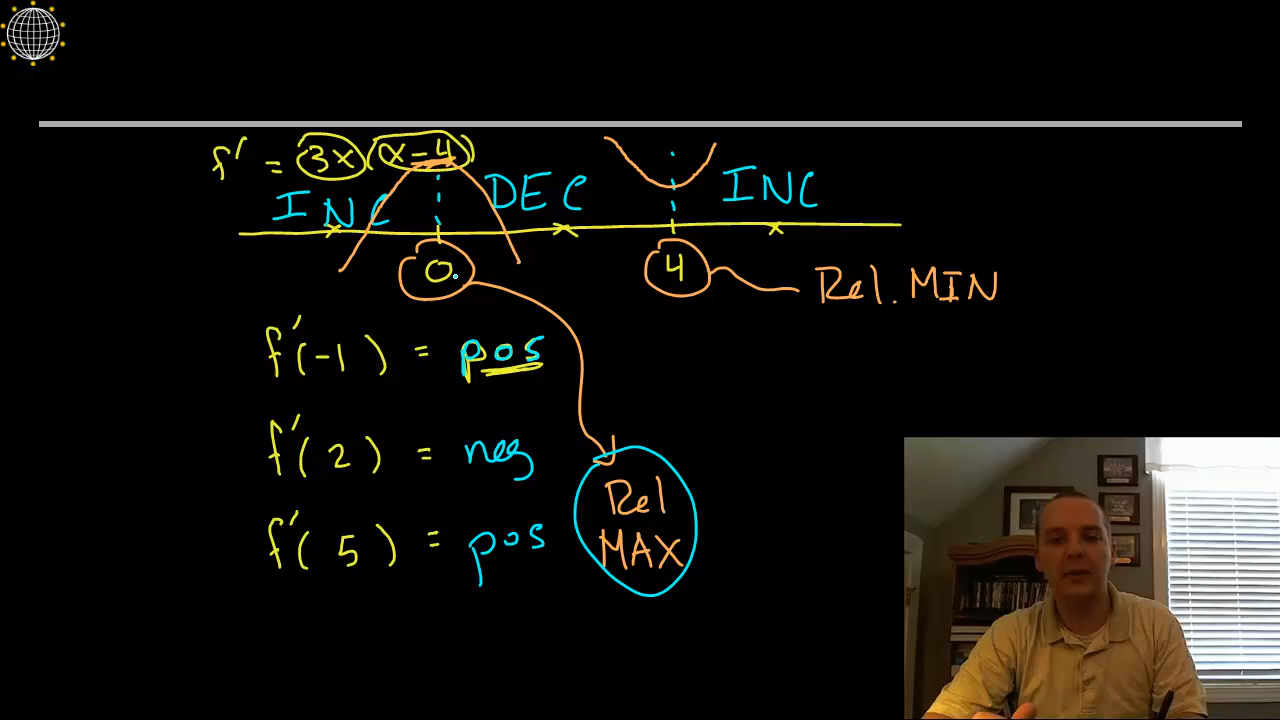 f' = 3x(x-4)
INC DEC INC
0 4 Rel. MIN
f'(-1) = pos
f'(2) = neg
Rel
MAX
f'(5) = pos